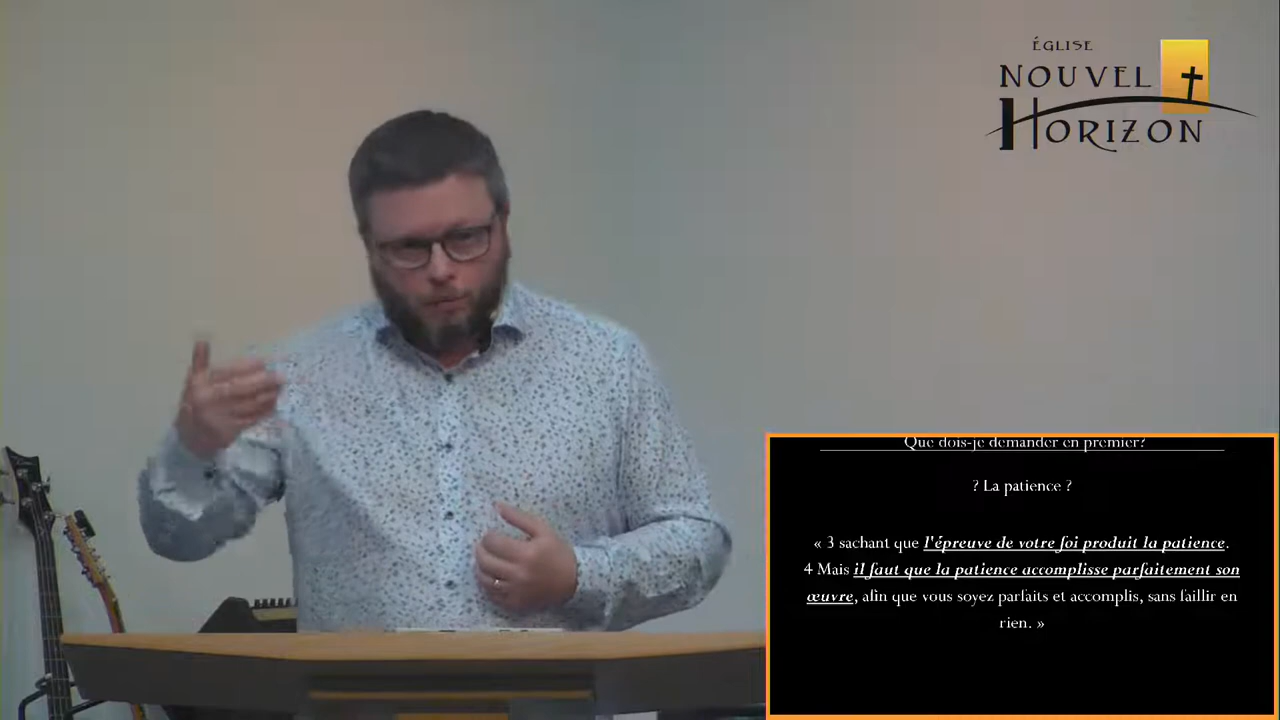 ÉGLISE
NOUVEL
HORIZON
Que dois-je demander en premier?
? La patience ?
« 3 sachant que l'épreuve de votre foi produit la patience.
4 Mais il faut que la patience accomplisse parfaitement son
œuvre, afin que vous soyez parfaits et accomplis, sans faillir en
rien. »